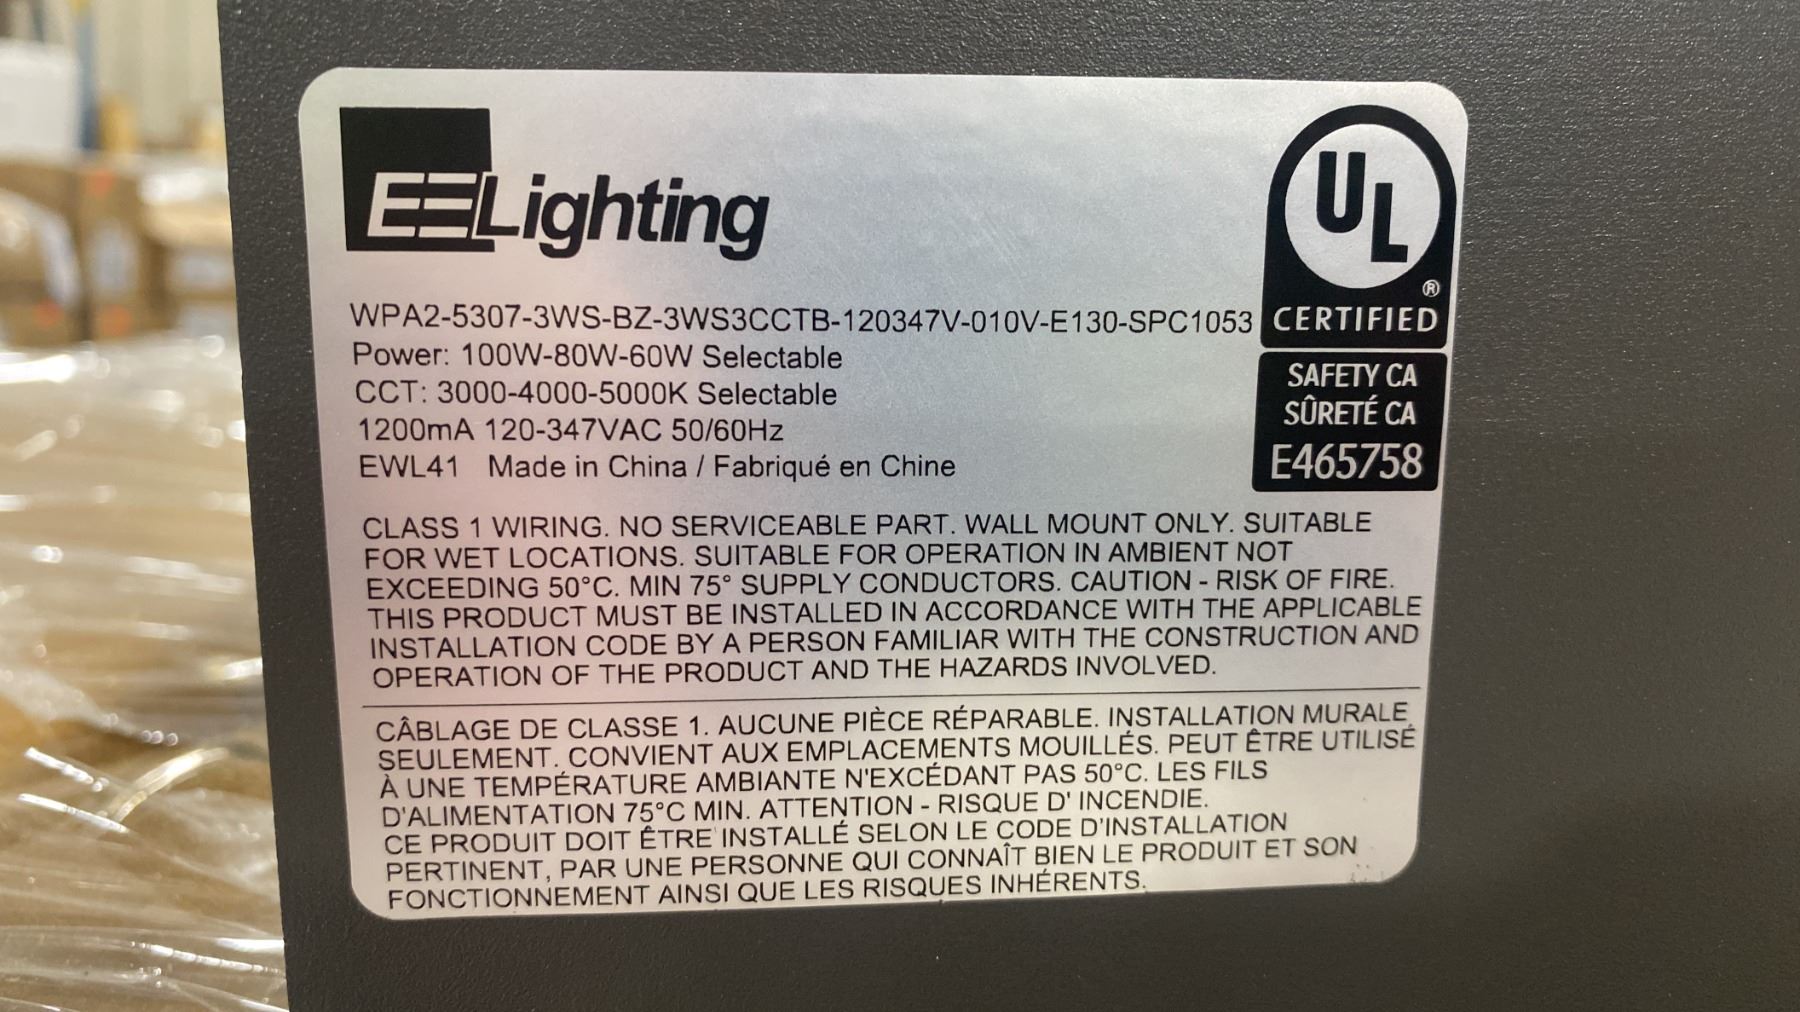 EELighting
WPA2-5307-3WS-BZ-3WS3CCTB-120347V-010V-E130-SPC1053
Power: 100W-80W-60W Selectable
CCT: 3000-4000-5000K Selectable
1200mA 120-347VAC 50/60Hz
EWL41 Made in China / Fabriqué en Chine
UL
®
CERTIFIED
SAFETY CA
SÛRETÉ CA
E465758
CLASS 1 WIRING. NO SERVICEABLE PART. WALL MOUNT ONLY. SUITABLE
FOR WET LOCATIONS. SUITABLE FOR OPERATION IN AMBIENT NOT
EXCEEDING 50°C. MIN 75° SUPPLY CONDUCTORS. CAUTION - RISK OF FIRE.
THIS PRODUCT MUST BE INSTALLED IN ACCORDANCE WITH THE APPLICABLE
INSTALLATION CODE BY A PERSON FAMILIAR WITH THE CONSTRUCTION AND
OPERATION OF THE PRODUCT AND THE HAZARDS INVOLVED.
CÂBLAGE DE CLASSE 1. AUCUNE PIÈCE RÉPARABLE. INSTALLATION MURALE
SEULEMENT. CONVIENT AUX EMPLACEMENTS MOUILLÉS. PEUT ÊTRE UTILISÉ
À UNE TEMPÉRATURE AMBIANTE N'EXCÉDANT PAS 50°C. LES FILS
D'ALIMENTATION 75°C MIN. ATTENTION - RISQUE D' INCENDIE.
CE PRODUIT DOIT ÊTRE INSTALLÉ SELON LE CODE D'INSTALLATION
PERTINENT, PAR UNE PERSONNE QUI CONNAÎT BIEN LE PRODUIT ET SON
FONCTIONNEMENT AINSI QUE LES RISQUES INHÉRENTS.